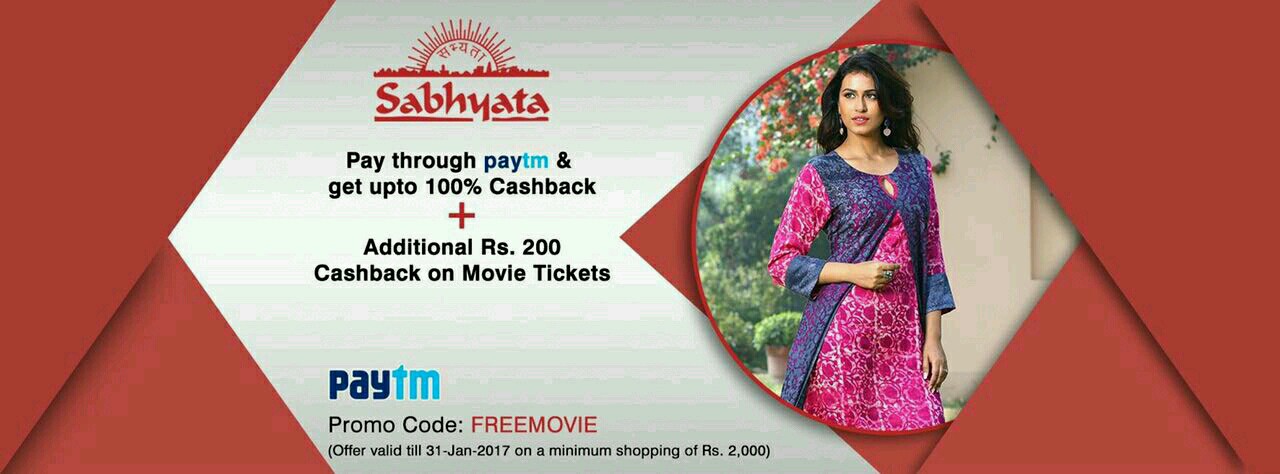 सभ्यता
Sabhyata
Pay through paytm &
get upto 100% Cashback
+
Additional Rs. 200
Cashback on Movie Tickets
paytm
Promo Code: FREEMOVIE
(Offer valid till 31-Jan-2017 on a minimum shopping of Rs. 2,000)